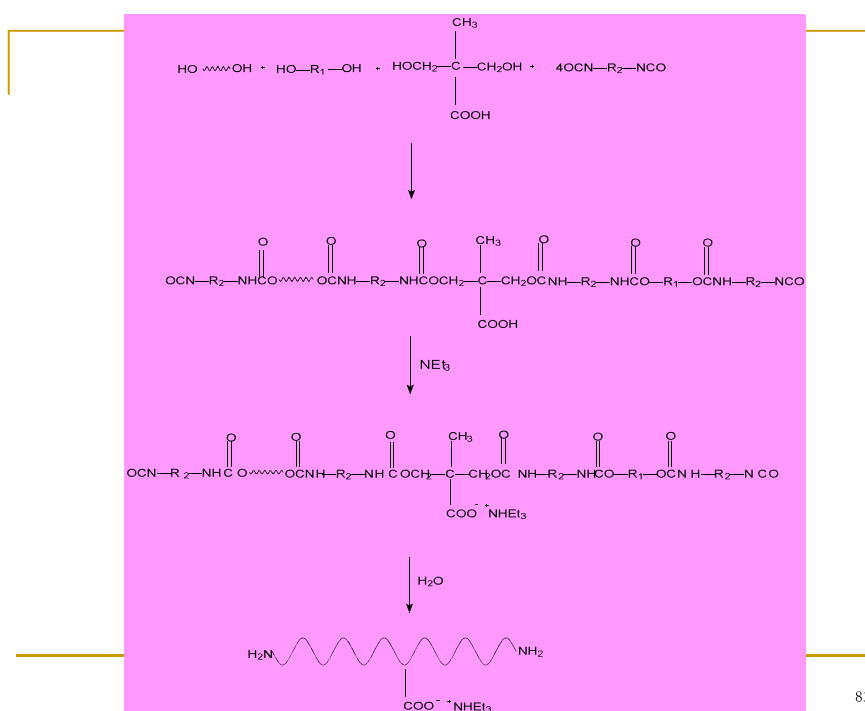 CH₃
HO OH + HO—R₁—OH + HOCH₂—C—CH₂OH + 4OCN—R₂—NCO
COOH
O O O CH₃ O O O
OCN—R₂—NHCO OCNH—R₂—NHCOCH₂—C—CH₂OCNH—R₂—NHCO—R₁—OCNH—R₂—NCO
COOH
NEt₃
O O O CH₃ O O O
OCN—R₂—NHCO OCNH—R₂—NHCOCH₂—C—CH₂OC NH—R₂—NHCO—R₁—OCNH—R₂—NCO
COO⁻ ⁺NHEt₃
H₂O
H₂N NH₂
COO⁻ ⁺NHEt₃